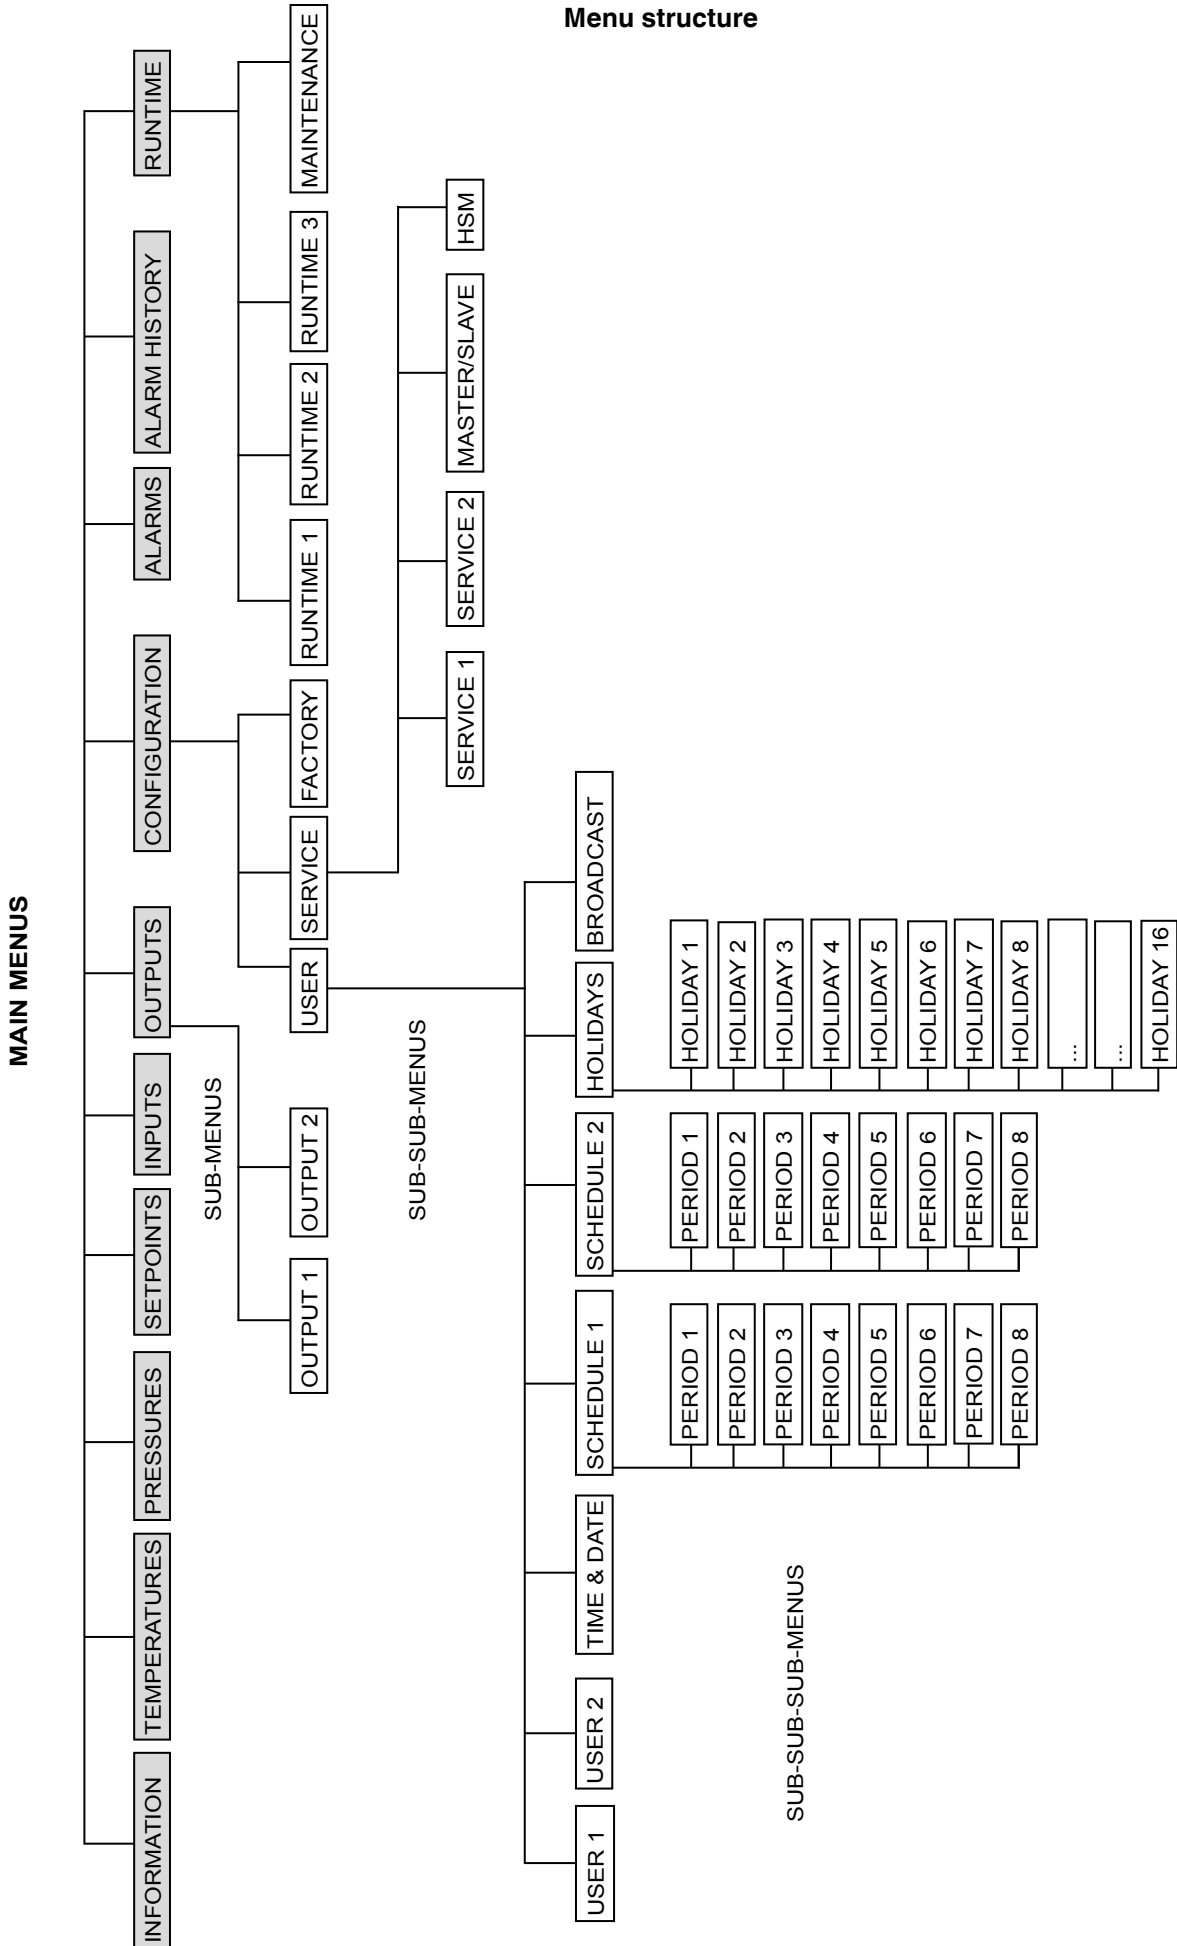 Menu structure
MAIN MENUS
INFORMATION
TEMPERATURES
PRESSURES
SETPOINTS
INPUTS
OUTPUTS
CONFIGURATION
ALARMS
ALARM HISTORY
RUNTIME
SUB-MENUS
OUTPUT 1
OUTPUT 2
USER
SERVICE
FACTORY
RUNTIME 1
RUNTIME 2
RUNTIME 3
MAINTENANCE
SUB-SUB-MENUS
SERVICE 1
SERVICE 2
MASTER/SLAVE
HSM
USER 1
USER 2
TIME & DATE
SCHEDULE 1
SCHEDULE 2
HOLIDAYS
BROADCAST
SUB-SUB-SUB-MENUS
PERIOD 1
PERIOD 2
PERIOD 3
PERIOD 4
PERIOD 5
PERIOD 6
PERIOD 7
PERIOD 8
PERIOD 1
PERIOD 2
PERIOD 3
PERIOD 4
PERIOD 5
PERIOD 6
PERIOD 7
PERIOD 8
HOLIDAY 1
HOLIDAY 2
HOLIDAY 3
HOLIDAY 4
HOLIDAY 5
HOLIDAY 6
HOLIDAY 7
HOLIDAY 8
...
...
HOLIDAY 16